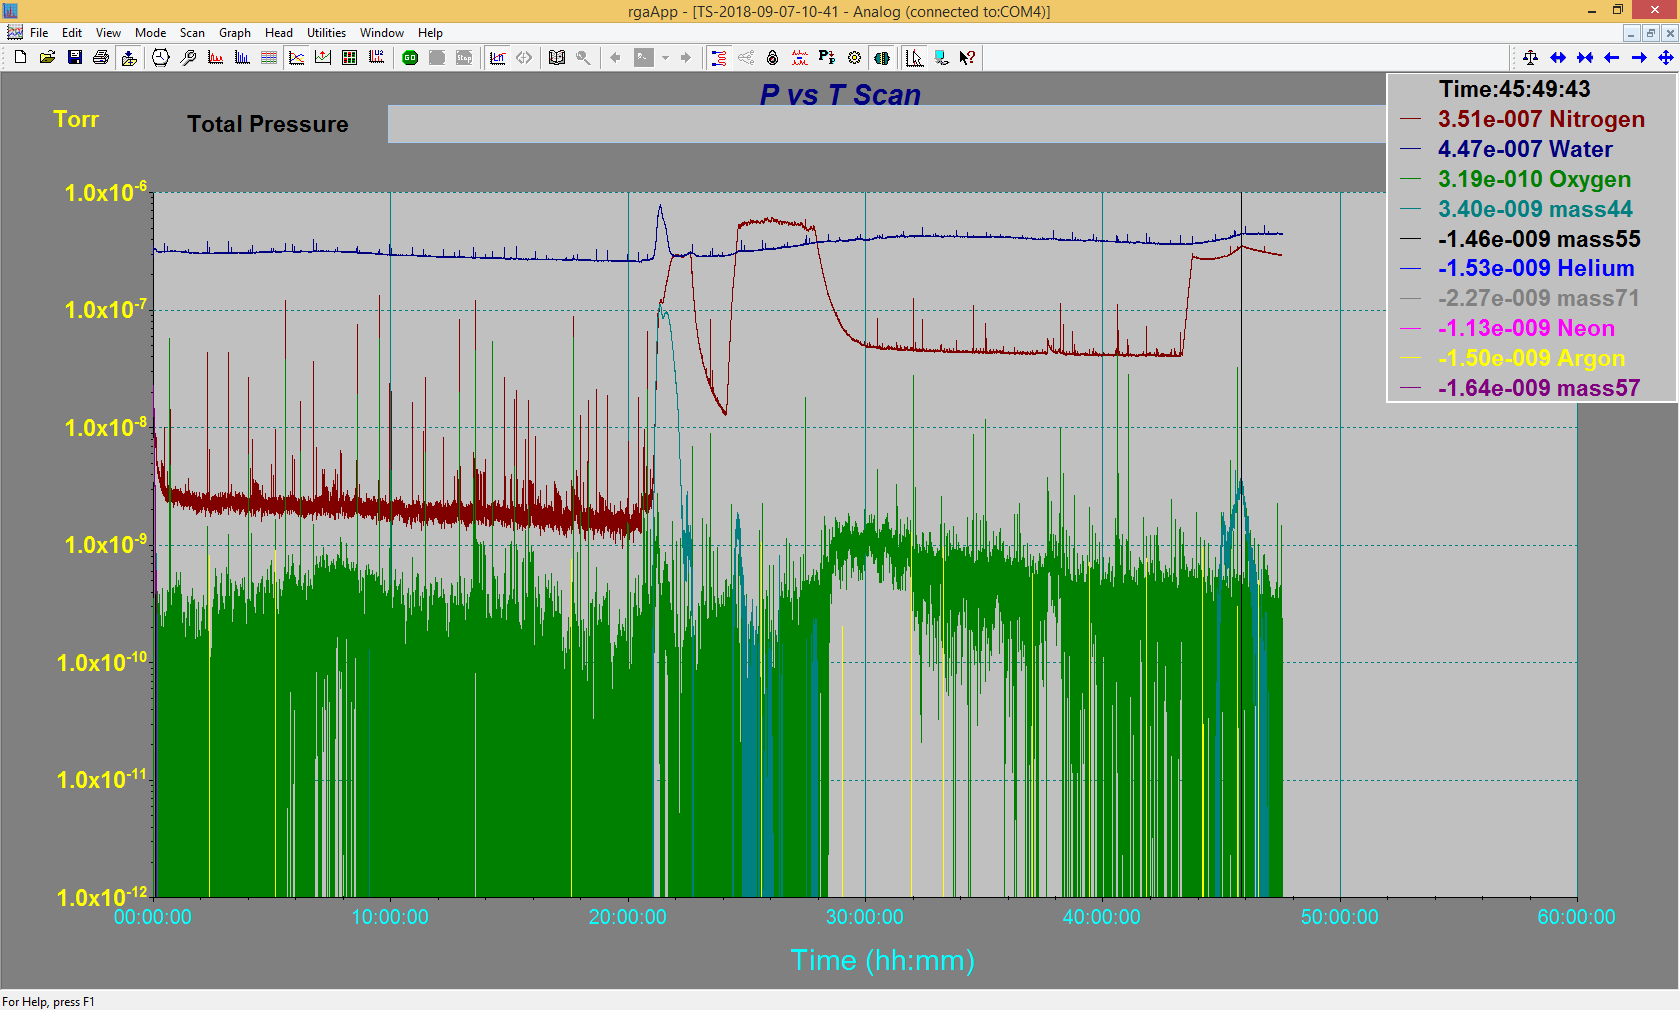 rgaApp - [TS-2018-09-07-10-41 - Analog (connected to:COM4)]
File Edit View Mode Scan Graph Head Utilities Window Help
GO Stop
P vs T Scan
Torr
Total Pressure
Time:45:49:43
3.51e-007 Nitrogen
4.47e-007 Water
3.19e-010 Oxygen
3.40e-009 mass44
-1.46e-009 mass55
-1.53e-009 Helium
-2.27e-009 mass71
-1.13e-009 Neon
-1.50e-009 Argon
-1.64e-009 mass57
1.0x10-6
1.0x10-7
1.0x10-8
1.0x10-9
1.0x10-10
1.0x10-11
1.0x10-12
00:00:00 10:00:00 20:00:00 30:00:00 40:00:00 50:00:00 60:00:00
Time (hh:mm)
For Help, press F1